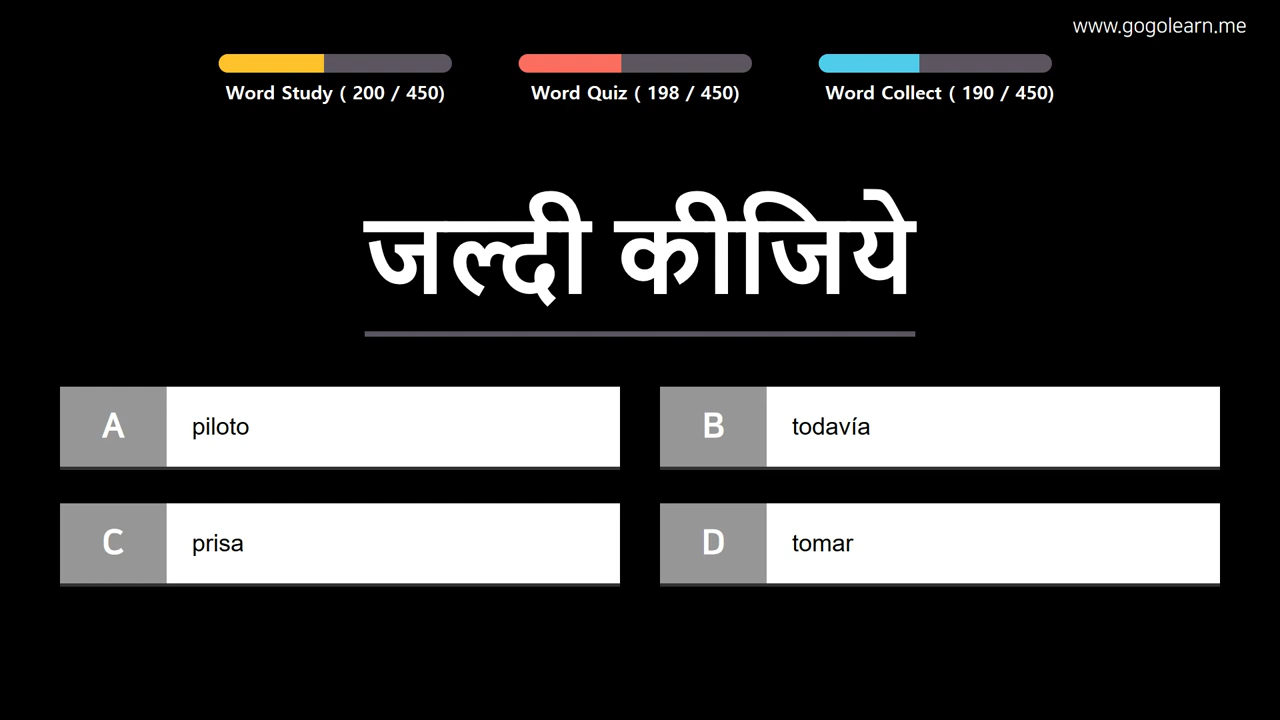 www.gogolearn.me
Word Study ( 200 / 450)
Word Quiz ( 198 / 450)
Word Collect ( 190 / 450)
जल्दी कीजिये
A piloto
B todavía
C prisa
D tomar